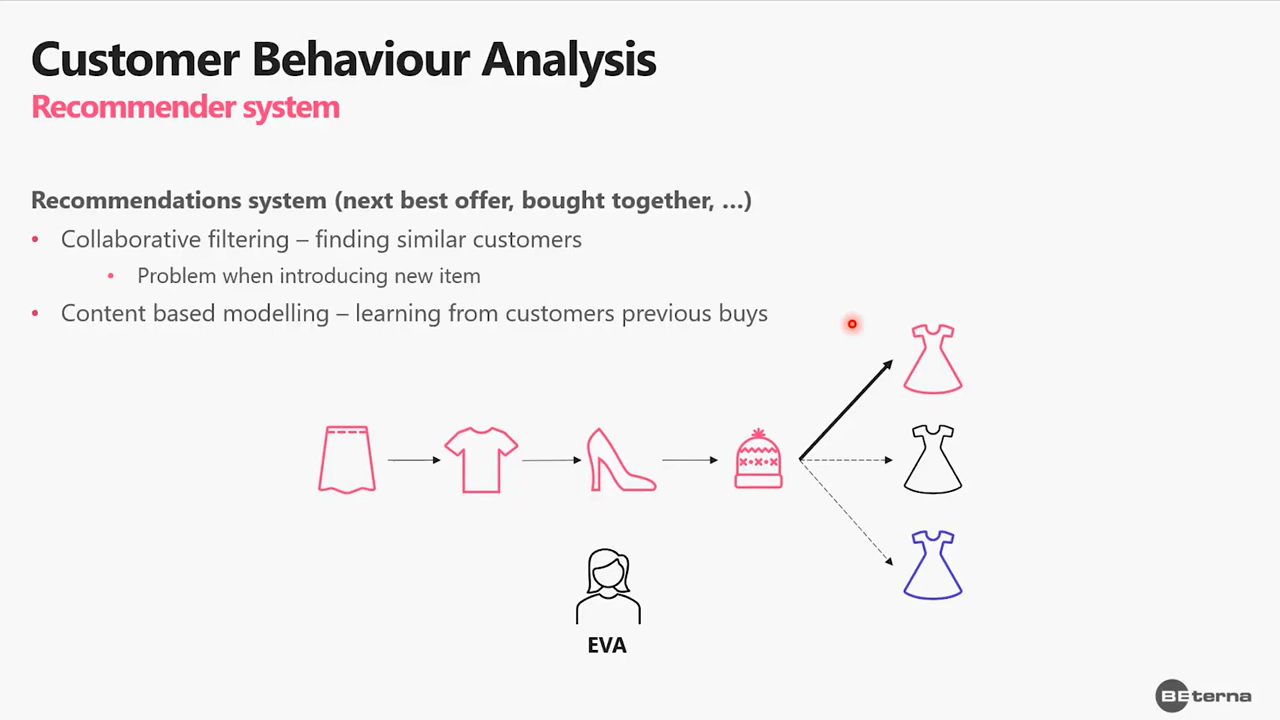 Customer Behaviour Analysis
Recommender system
Recommendations system (next best offer, bought together, ...)
• Collaborative filtering – finding similar customers
• Problem when introducing new item
• Content based modelling – learning from customers previous buys
EVA
BEterna